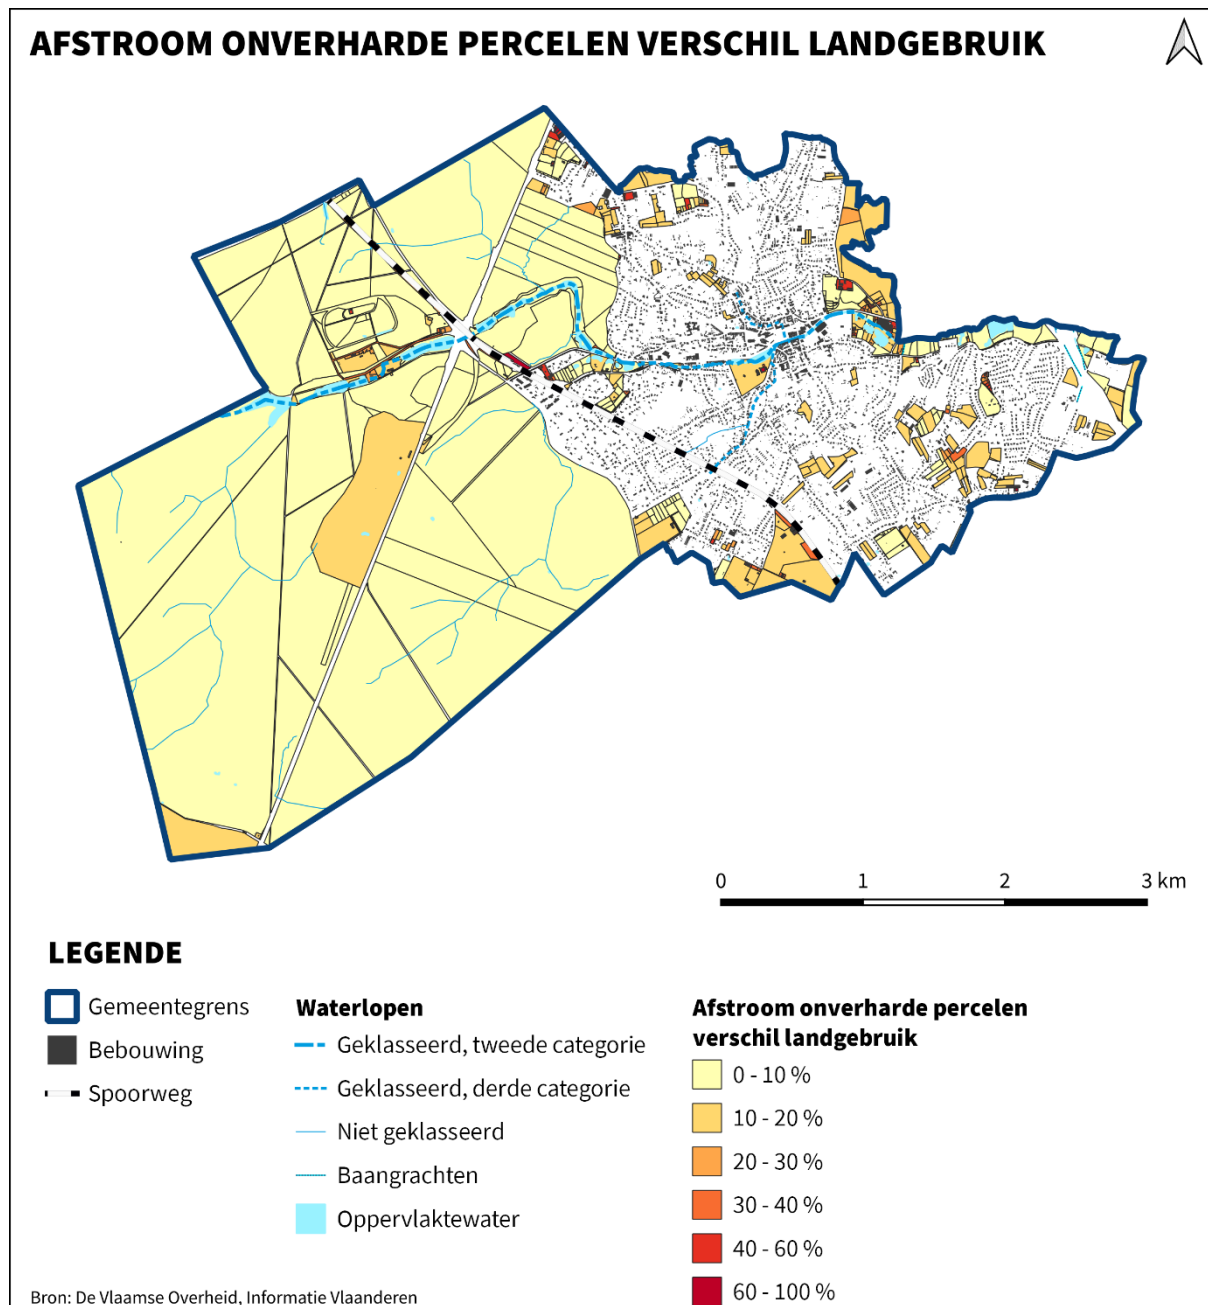 AFSTROOM ONVERHARDE PERCELEN VERSCHIL LANDGEBRUIK
0 1 2 3 km
LEGENDE
Gemeentegrens
Bebouwing
Spoorweg
Waterlopen
Geklasseerd, tweede categorie
Geklasseerd, derde categorie
Niet geklasseerd
Baangrachten
Oppervlaktewater
Afstroom onverharde percelen
verschil landgebruik
0 - 10 %
10 - 20 %
20 - 30 %
30 - 40 %
40 - 60 %
60 - 100 %
Bron: De Vlaamse Overheid, Informatie Vlaanderen